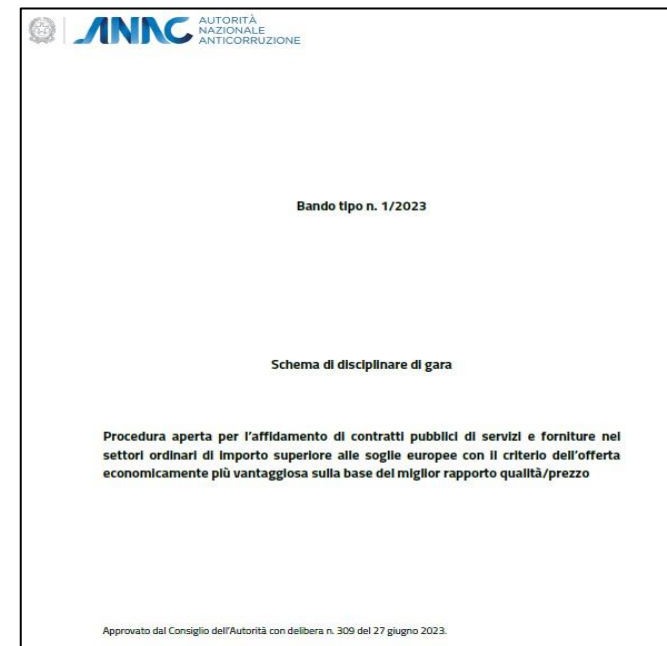 ANAC
AUTORITÀ
NAZIONALE
ANTICORRUZIONE
Bando tipo n. 1/2023
Schema di disciplinare di gara
Procedura aperta per l'affidamento di contratti pubblici di servizi e forniture nei
settori ordinari di importo superiore alle soglie europee con il criterio dell'offerta
economicamente più vantaggiosa sulla base del miglior rapporto qualità/prezzo
Approvato dal Consiglio dell'Autorità con delibera n. 309 del 27 giugno 2023.